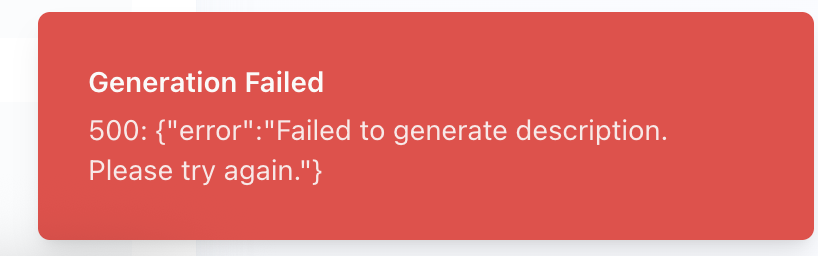 Generation Failed
500: {"error":"Failed to generate description.
Please try again."}